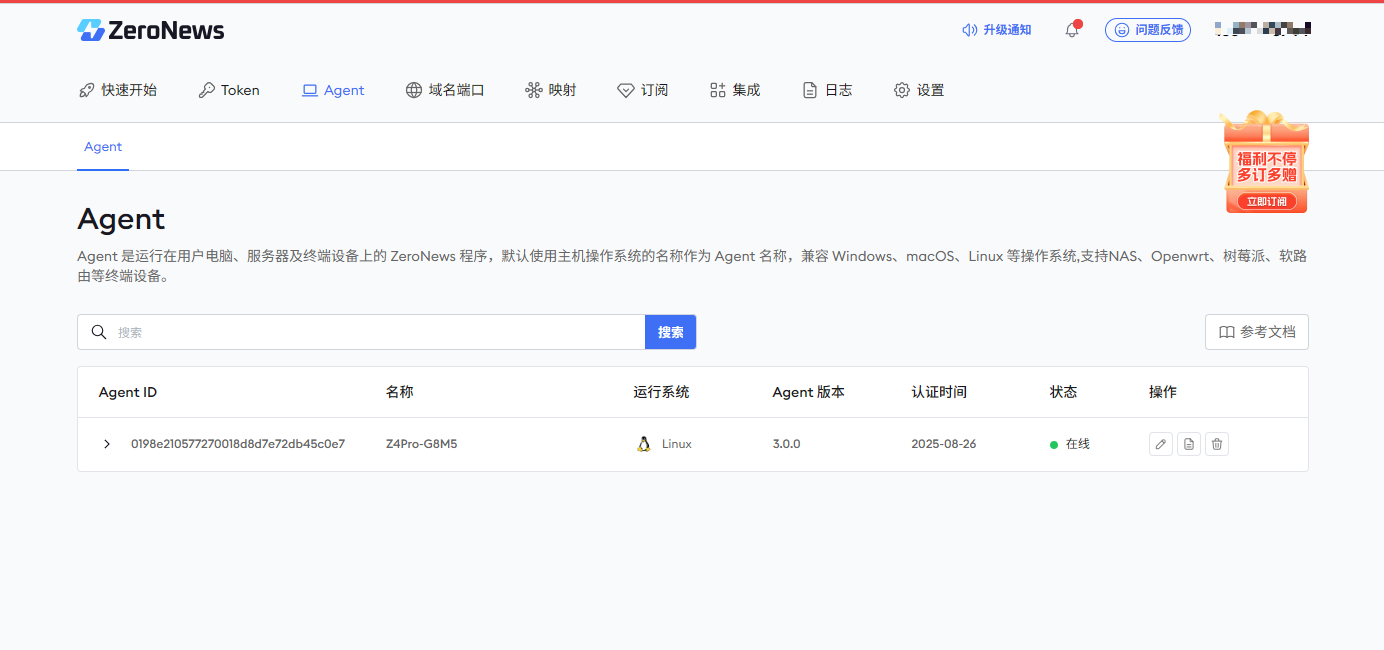 ZeroNews
升级通知
问题反馈
快速开始
Token
Agent
域名端口
映射
订阅
集成
日志
设置
Agent
福利不停
多订多赠
立即订阅
Agent
Agent 是运行在用户电脑、服务器及终端设备上的 ZeroNews 程序，默认使用主机操作系统的名称作为 Agent 名称，兼容 Windows、macOS、Linux 等操作系统,支持NAS、Openwrt、树莓派、软路
由等终端设备。
搜索
搜索
参考文档
Agent ID
名称
运行系统
Agent 版本
认证时间
状态
操作
0198e210577270018d8d7e72db45c0e7
Z4Pro-G8M5
Linux
3.0.0
2025-08-26
在线